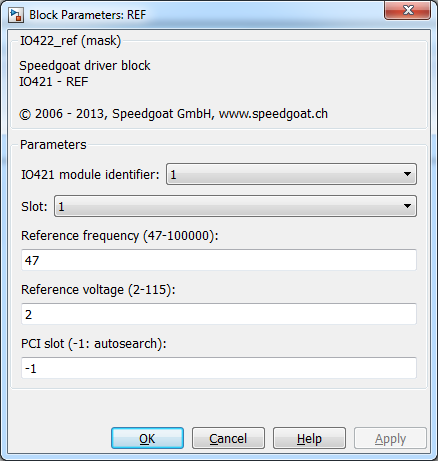 Block Parameters: REF
IO422_ref (mask)
Speedgoat driver block
IO421 - REF
© 2006 - 2013, Speedgoat GmbH, www.speedgoat.ch
Parameters
IO421 module identifier: 1
Slot: 1
Reference frequency (47-100000):
47
Reference voltage (2-115):
2
PCI slot (-1: autosearch):
-1
OK Cancel Help Apply